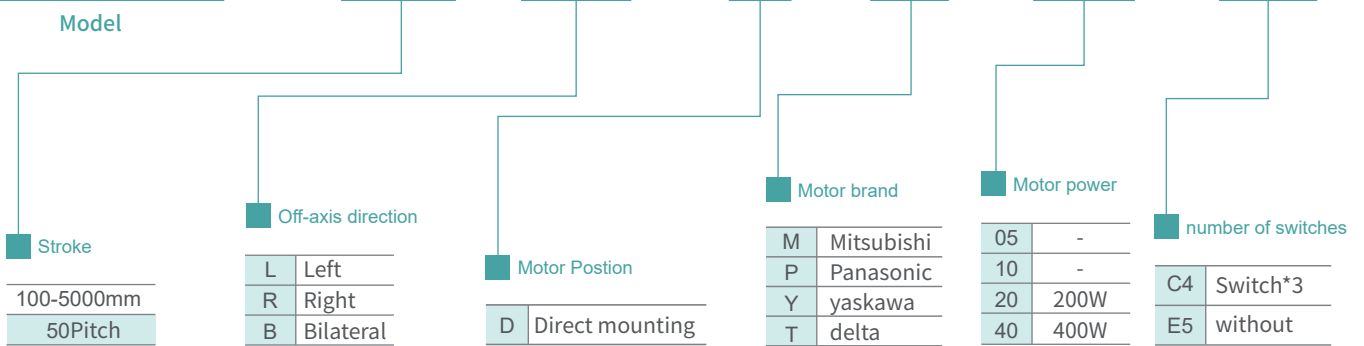 Model
Stroke
100-5000mm
50Pitch
Off-axis direction
L Left
R Right
B Bilateral
Motor Postion
D Direct mounting
Motor brand
M Mitsubishi
P Panasonic
Y yaskawa
T delta
Motor power
05 -
10 -
20 200W
40 400W
number of switches
C4 Switch*3
E5 without